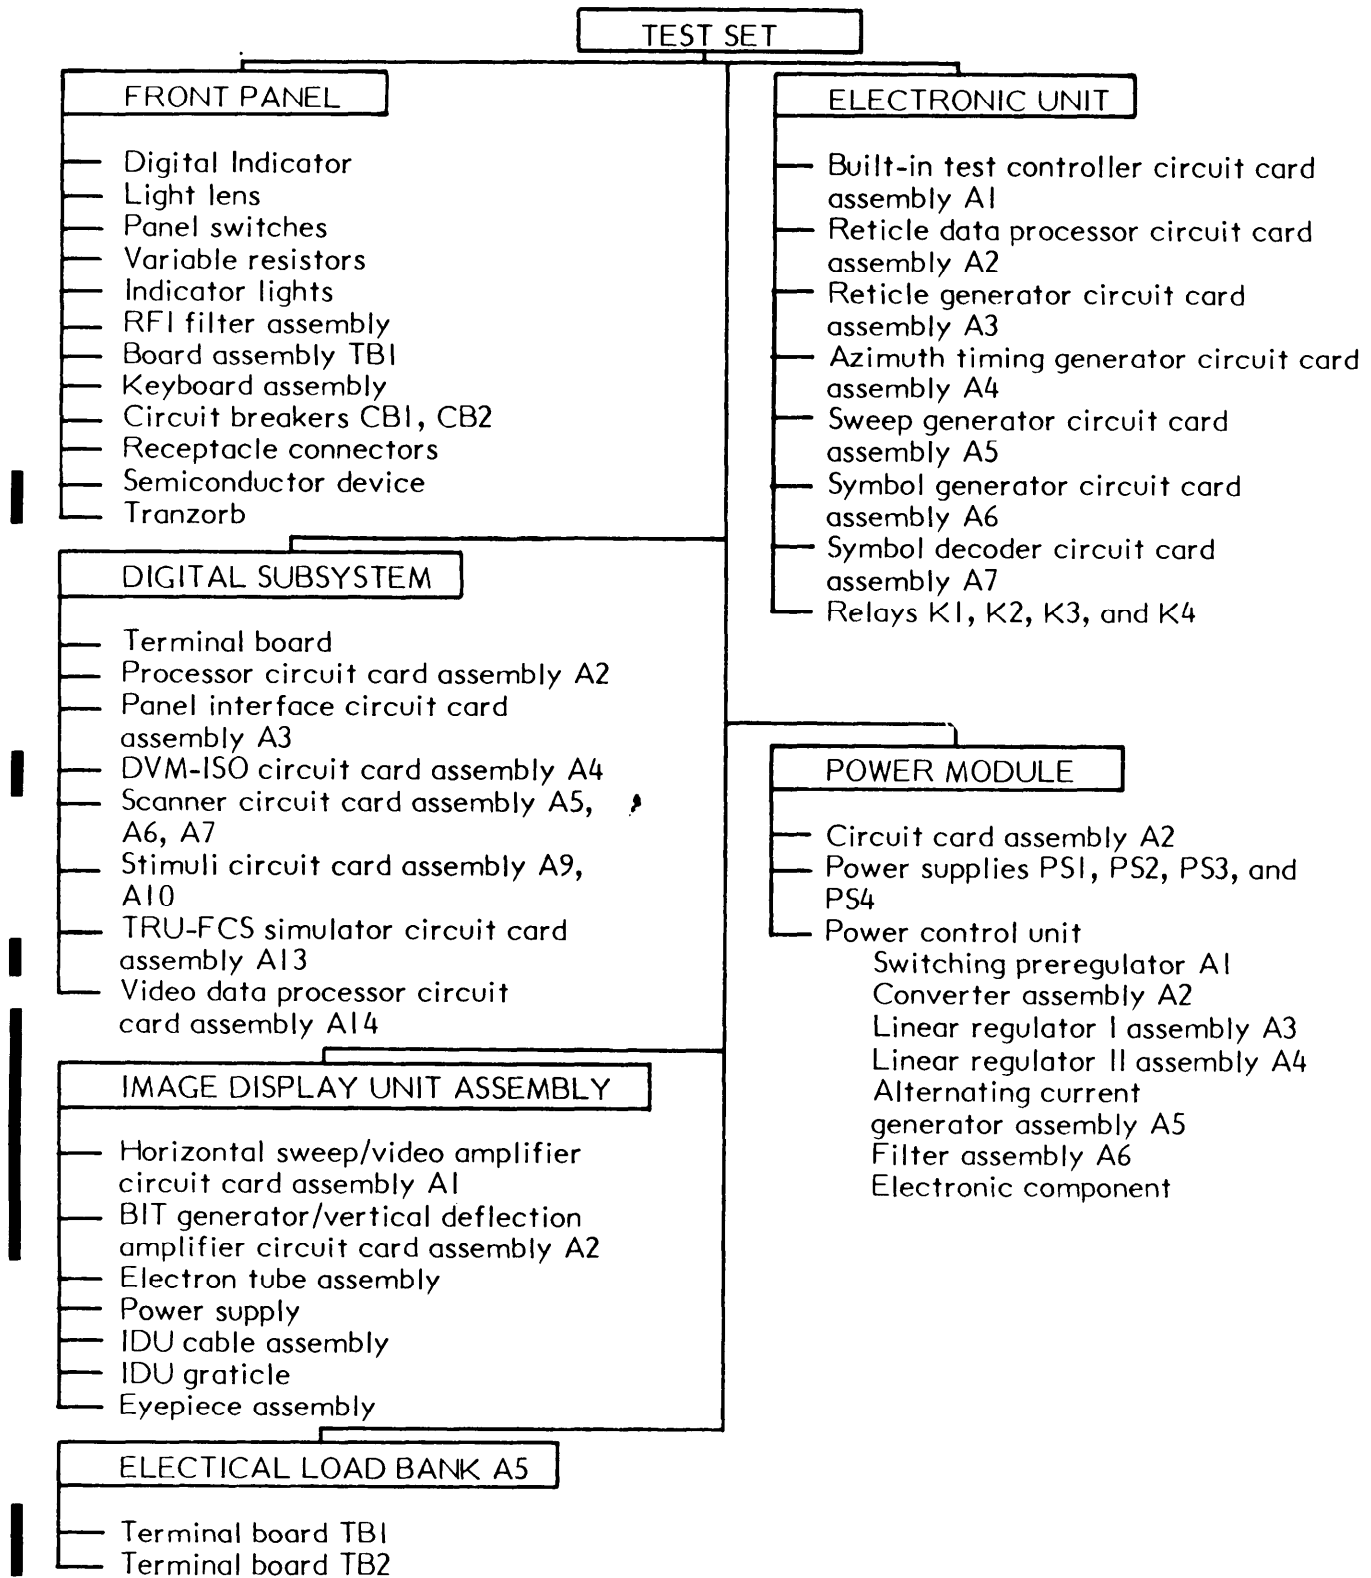 TEST SET
FRONT PANEL
Digital Indicator
Light lens
Panel switches
Variable resistors
Indicator lights
RFI filter assembly
Board assembly TB1
Keyboard assembly
Circuit breakers CB1, CB2
Receptacle connectors
Semiconductor device
Tranzorb
DIGITAL SUBSYSTEM
Terminal board
Processor circuit card assembly A2
Panel interface circuit card
assembly A3
DVM-ISO circuit card assembly A4
Scanner circuit card assembly A5,
A6, A7
Stimuli circuit card assembly A9,
A10
TRU-FCS simulator circuit card
assembly A13
Video data processor circuit
card assembly A14
IMAGE DISPLAY UNIT ASSEMBLY
Horizontal sweep/video amplifier
circuit card assembly A1
BIT generator/vertical deflection
amplifier circuit card assembly A2
Electron tube assembly
Power supply
IDU cable assembly
IDU graticle
Eyepiece assembly
ELECTICAL LOAD BANK A5
Terminal board TB1
Terminal board TB2
ELECTRONIC UNIT
Built-in test controller circuit card
assembly A1
Reticle data processor circuit card
assembly A2
Reticle generator circuit card
assembly A3
Azimuth timing generator circuit card
assembly A4
Sweep generator circuit card
assembly A5
Symbol generator circuit card
assembly A6
Symbol decoder circuit card
assembly A7
Relays K1, K2, K3, and K4
POWER MODULE
Circuit card assembly A2
Power supplies PS1, PS2, PS3, and
PS4
Power control unit
Switching preregulator A1
Converter assembly A2
Linear regulator I assembly A3
Linear regulator II assembly A4
Alternating current
generator assembly A5
Filter assembly A6
Electronic component